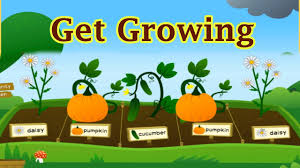 Get Growing
daisy
pumpkin
cucumber
pumpkin
daisy